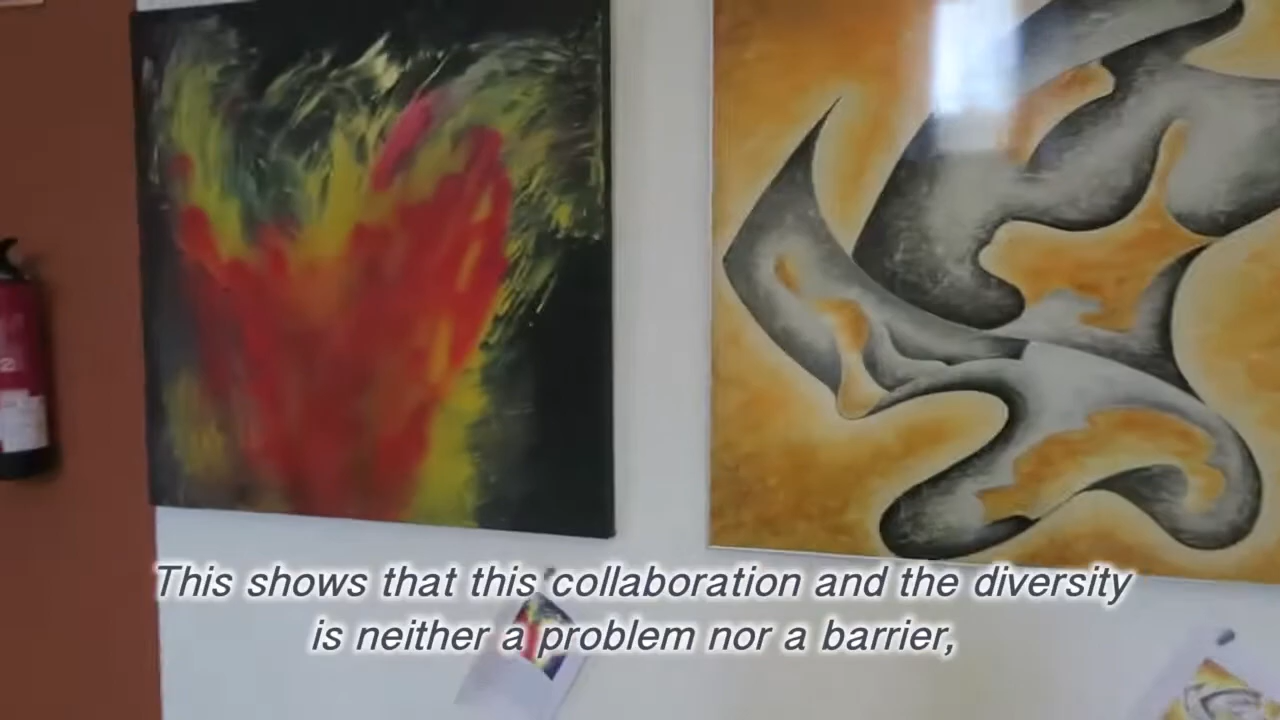 This shows that this collaboration and the diversity
is neither a problem nor a barrier,